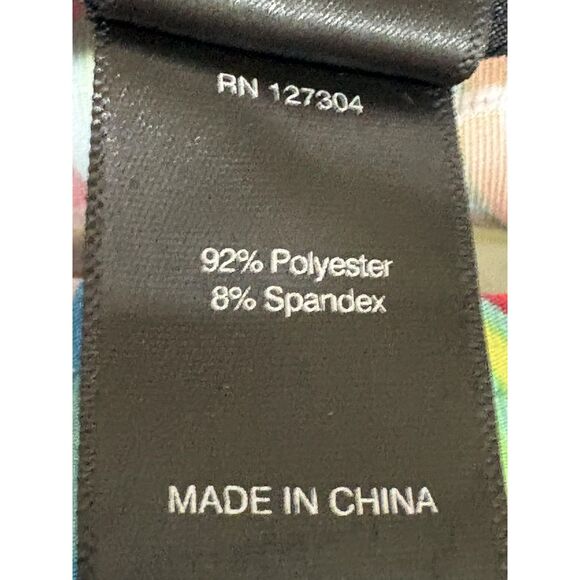 RN 127304
92% Polyester
8% Spandex
MADE IN CHINA